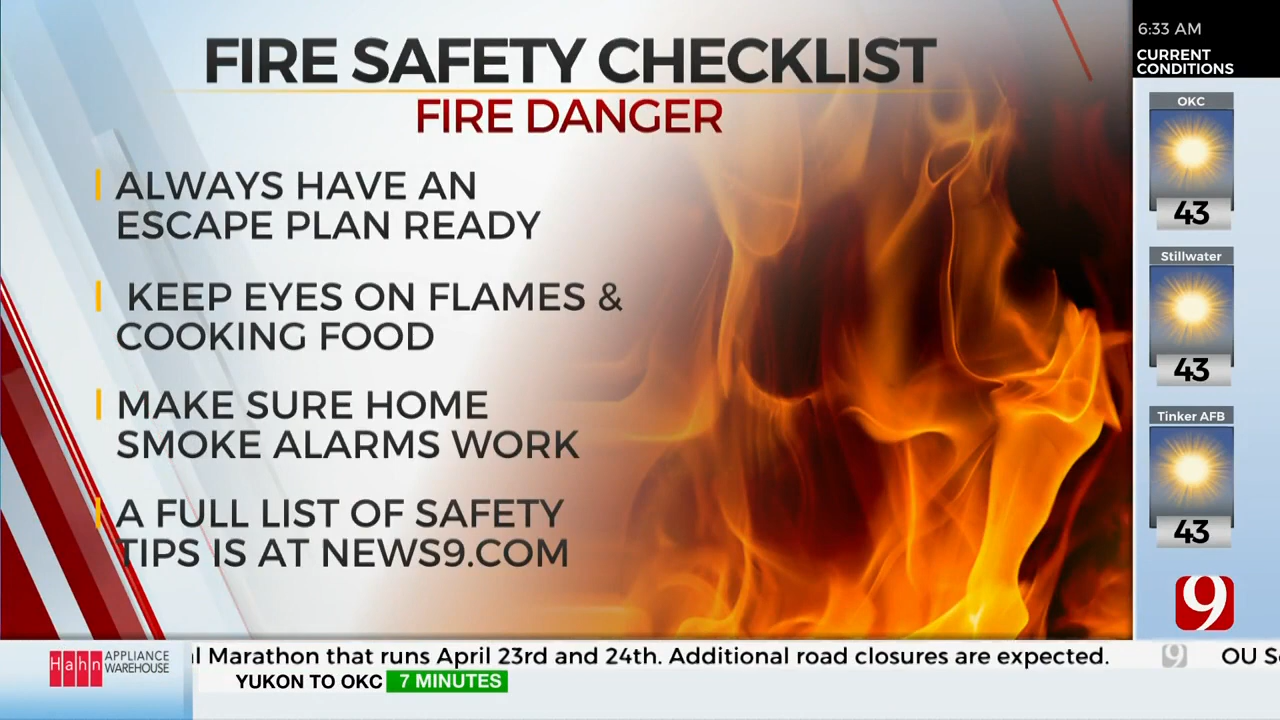 FIRE SAFETY CHECKLIST
FIRE DANGER
ALWAYS HAVE AN
ESCAPE PLAN READY
KEEP EYES ON FLAMES &
COOKING FOOD
MAKE SURE HOME
SMOKE ALARMS WORK
A FULL LIST OF SAFETY
TIPS IS AT NEWS9.COM
6:33 AM
CURRENT
CONDITIONS
OKC
43
Stillwater
43
Tinker AFB
43
9
Hahn APPLIANCE
WAREHOUSE
l Marathon that runs April 23rd and 24th. Additional road closures are expected. 9 OU S
YUKON TO OKC 7 MINUTES